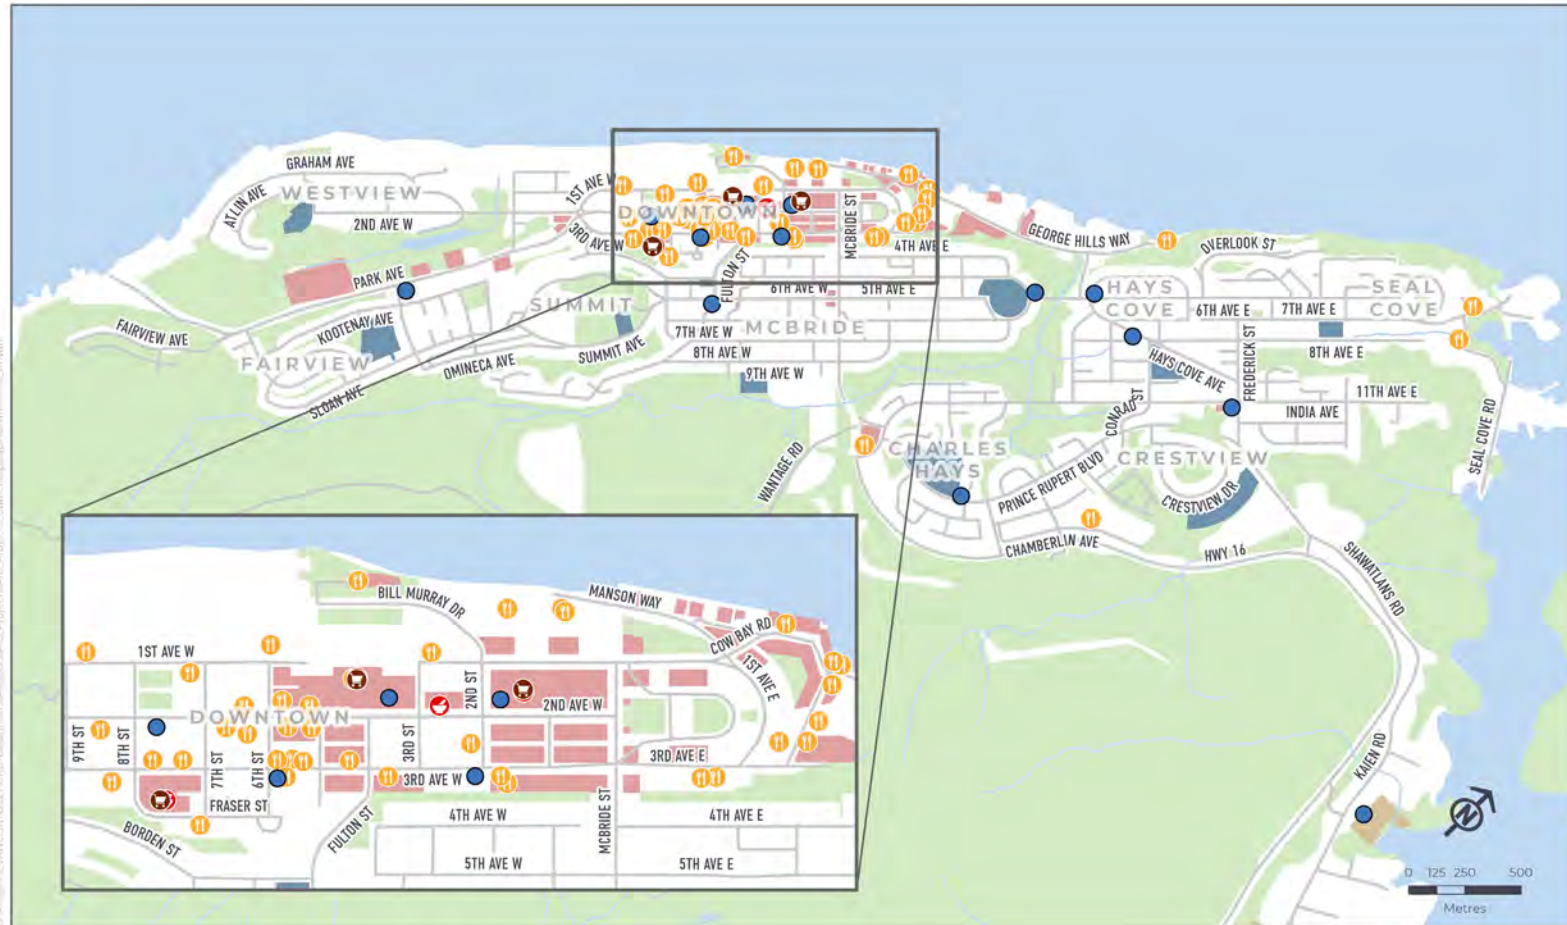 GRAHAM AVE
WESTVIEW
ATLIN AVE
2ND AVE W
1ST AVE W
3RD AVE W
DOWNTOWN
MCBRIDE ST
4TH AVE E
GEORGE HILLS WAY
OVERLOOK ST
PARK AVE
FULTON ST
6TH AVE W
5TH AVE E
HAYS
COVE
SEAL
COVE
6TH AVE E
7TH AVE E
SUMMIT
FAIRVIEW AVE
KOOTENAY AVE
7TH AVE W
MCBRIDE
FAIRVIEW
OMINECA AVE
SUMMIT AVE
8TH AVE W
8TH AVE E
HAYS COVE AVE
FREDERICK ST
9TH AVE W
SLOAN AVE
11TH AVE E
INDIA AVE
CONRAD ST
SEAL COVE RD
WANTAGE RD
CHARLES
HAYS
CRESTVIEW
PRINCE RUPERT BLVD
CRESTVIEW DR
CHAMBERLIN AVE
HWY 16
SHAWATLANS RD
KAIEN RD
BILL MURRAY DR
MANSON WAY
COW BAY RD
1ST AVE W
1ST AVE E
2ND ST
2ND AVE W
DOWNTOWN
9TH ST
8TH ST
7TH ST
6TH ST
3RD ST
3RD AVE W
3RD AVE E
FRASER ST
BORDEN ST
FULTON ST
4TH AVE W
MCBRIDE ST
4TH AVE E
5TH AVE W
5TH AVE E
N
0 125 250 500
Metres